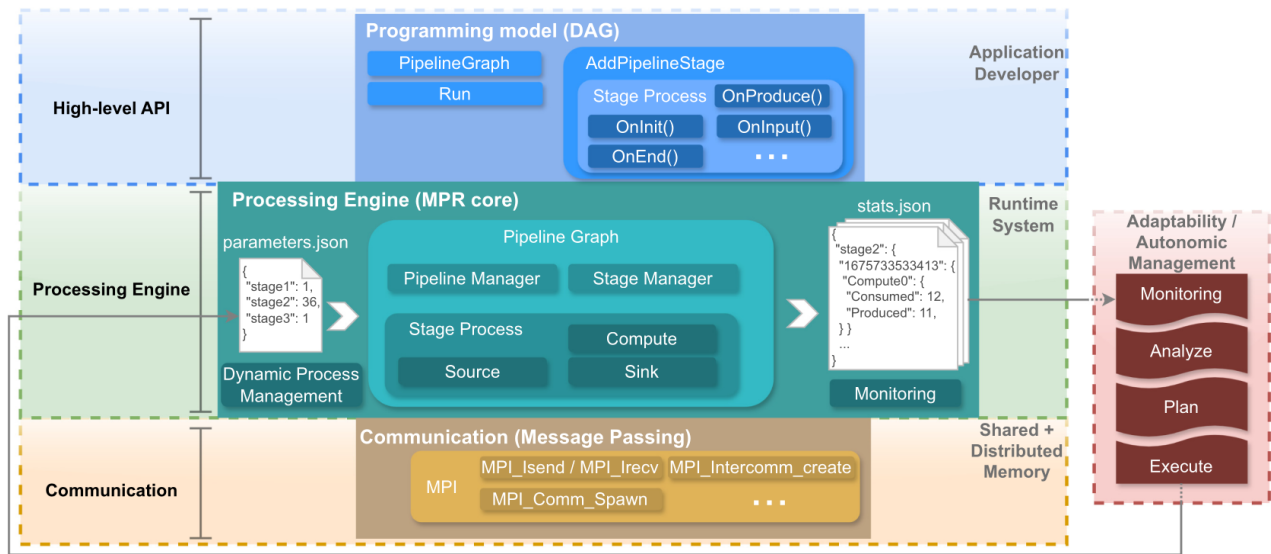 Programming model (DAG)
PipelineGraph
Run
AddPipelineStage
Stage Process
OnProduce()
OnInit()
OnInput()
OnEnd()
...
High-level API
Application
Developer
Processing Engine (MPR core)
parameters.json
{
"stage1": 1,
"stage2": 36,
"stage3": 1
}
Dynamic Process
Management
Pipeline Graph
Pipeline Manager
Stage Manager
Stage Process
Compute
Source
Sink
stats.json
{
"stage2": {
"1675733533413": {
"Compute0": {
"Consumed": 12,
"Produced": 11,
} }
...
}
Monitoring
Processing Engine
Runtime
System
Adaptability /
Autonomic
Management
Monitoring
Analyze
Plan
Execute
Communication (Message Passing)
MPI
MPI_Isend / MPI_Irecv
MPI_Intercomm_create
MPI_Comm_Spawn
...
Communication
Shared +
Distributed
Memory